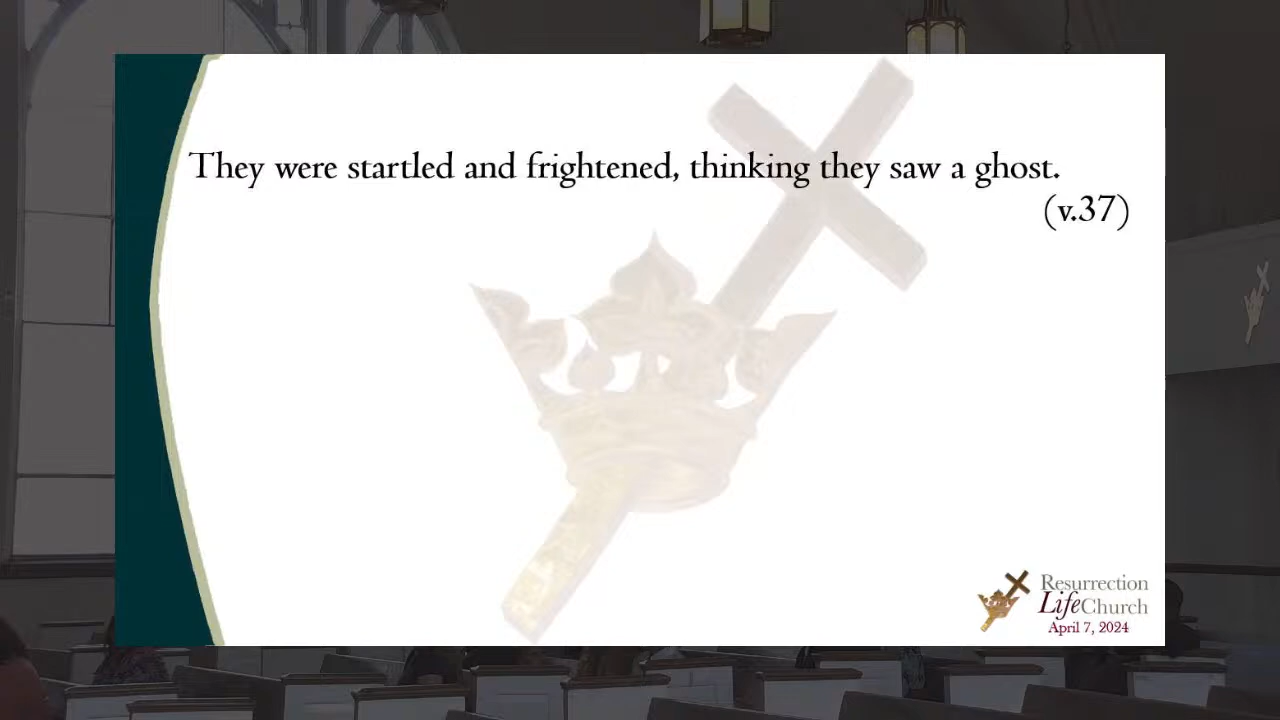 They were startled and frightened, thinking they saw a ghost.
(v.37)
Resurrection
LifeChurch
April 7, 2024